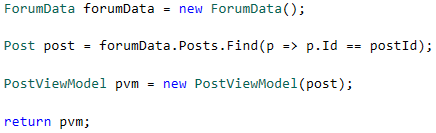 ForumData forumData = new ForumData();
Post post = forumData.Posts.Find(p => p.Id == postId);
PostViewModel pvm = new PostViewModel(post);
return pvm;